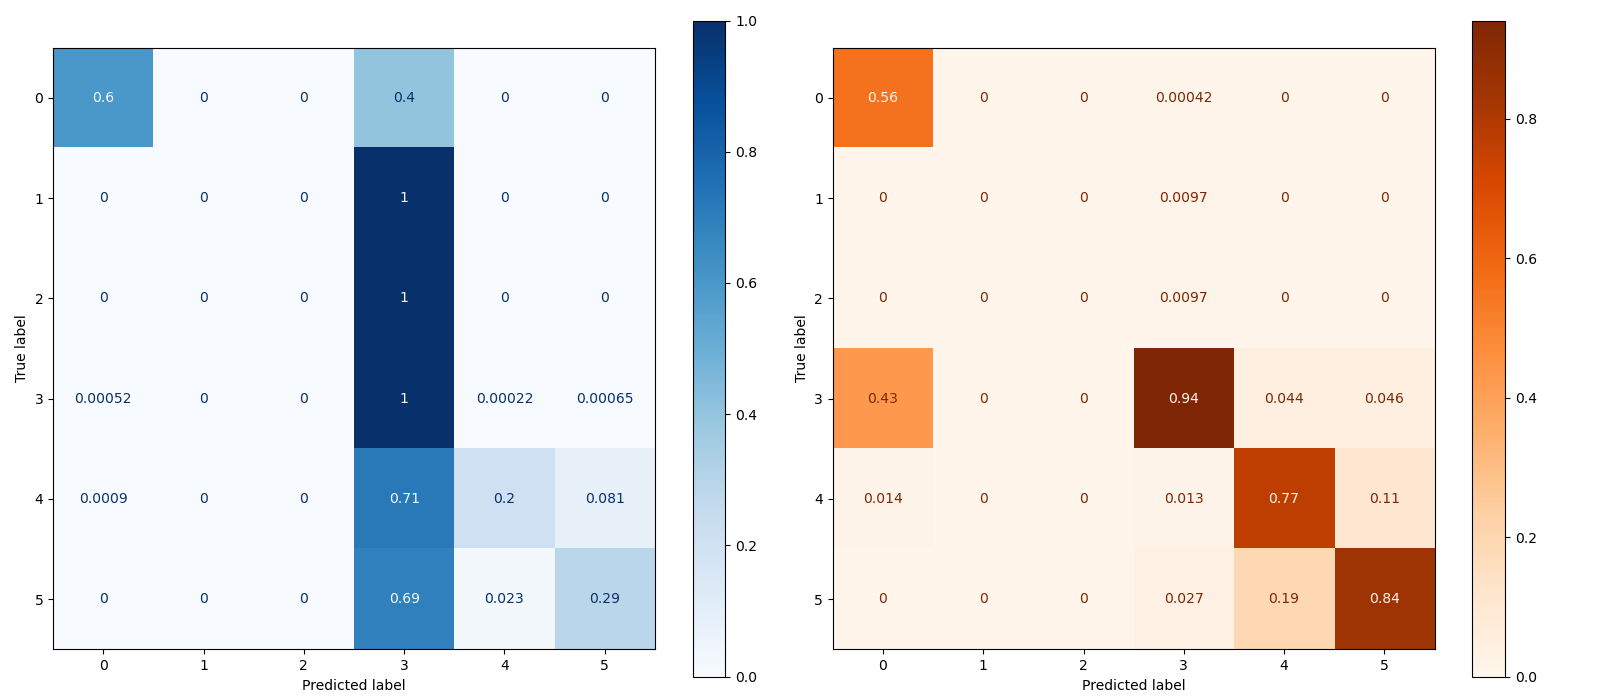 0 0.6 0 0 0.4 0 0
1 0 0 0 1 0 0
2 0 0 0 1 0 0
3 0.00052 0 0 1 0.00022 0.00065
4 0.0009 0 0 0.71 0.2 0.081
5 0 0 0 0.69 0.023 0.29
0 1 2 3 4 5
True label
Predicted label
1.0
0.8
0.6
0.4
0.2
0.0
0 0.56 0 0 0.00042 0 0
1 0 0 0 0.0097 0 0
2 0 0 0 0.0097 0 0
3 0.43 0 0 0.94 0.044 0.046
4 0.014 0 0 0.013 0.77 0.11
5 0 0 0 0.027 0.19 0.84
0 1 2 3 4 5
True label
Predicted label
0.8
0.6
0.4
0.2
0.0